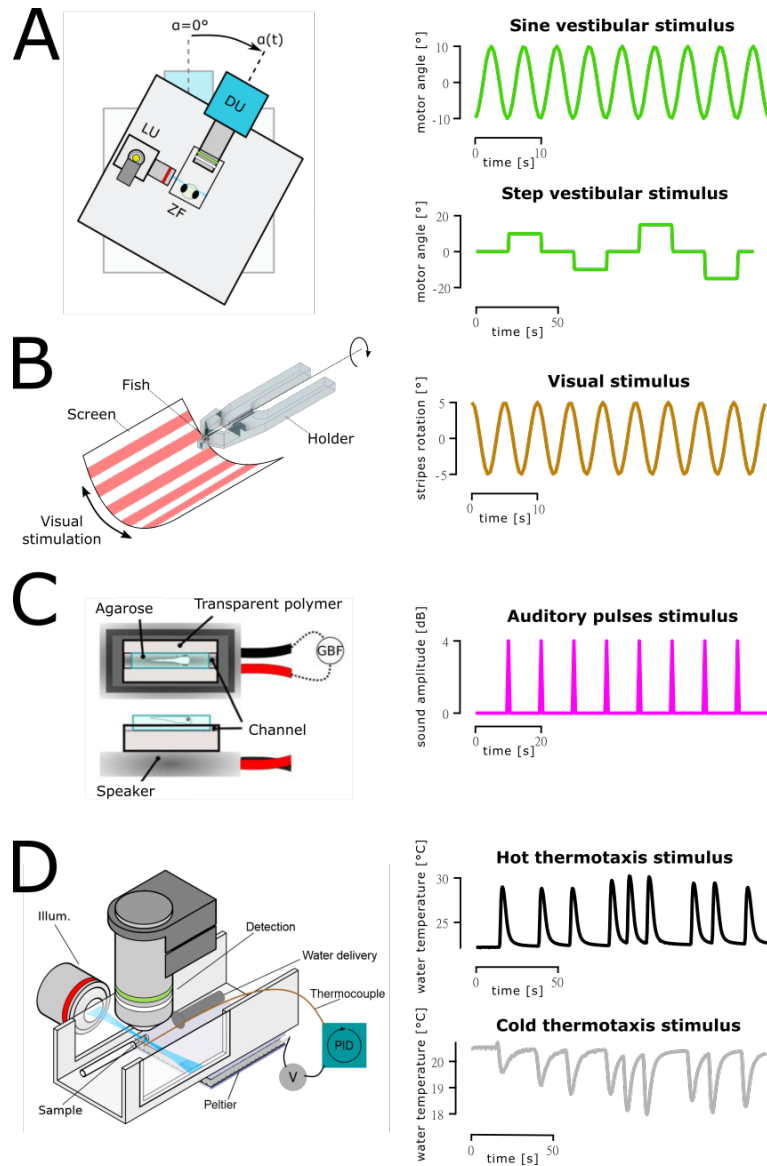 A
α=0°
α(t)
DU
LU
ZF
Sine vestibular stimulus
motor angle [°]
10
0
-10
0
10
time [s]
Step vestibular stimulus
motor angle [°]
20
0
-20
0
50
time [s]
B
Fish
Screen
Holder
Visual
stimulation
Visual stimulus
stripes rotation [°]
5
0
-5
0
10
time [s]
C
Agarose
Transparent polymer
GBF
Channel
Speaker
Auditory pulses stimulus
sound amplitude [dB]
4
0
0
20
time [s]
D
Illum.
Detection
Water delivery
Thermocouple
PID
V
Sample
Peltier
Hot thermotaxis stimulus
water temperature [°C]
30
25
0
50
time [s]
Cold thermotaxis stimulus
water temperature [°C]
20
19
18
0
50
time [s]